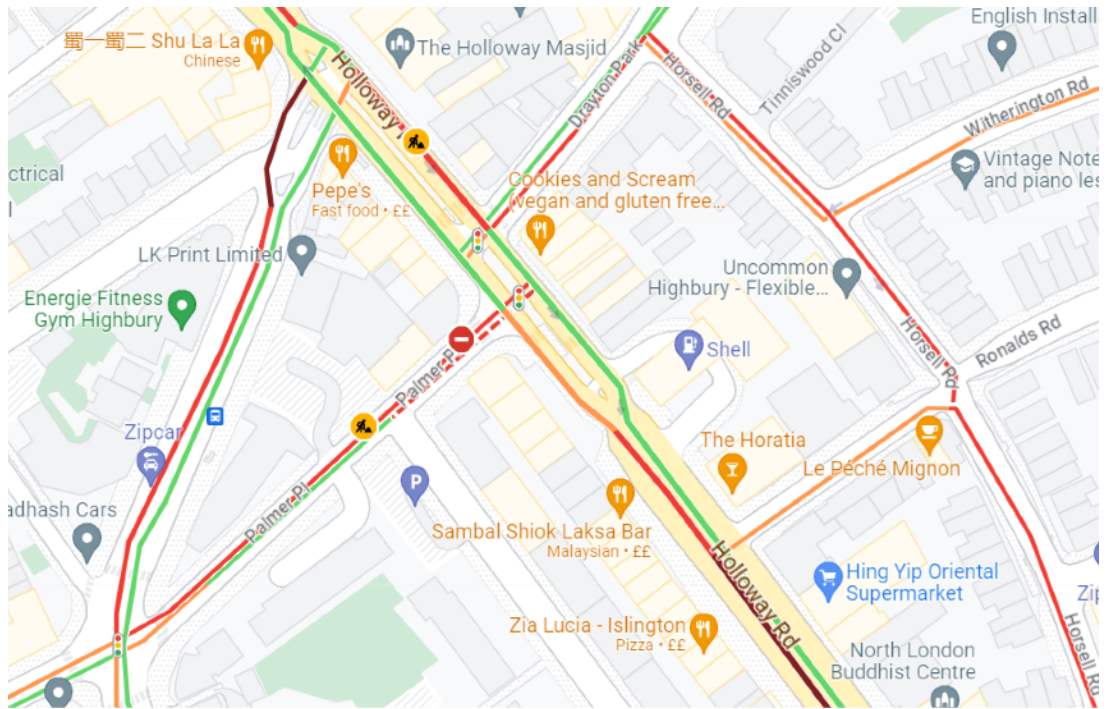 蜀一蜀二 Shu La La
Chinese
The Holloway Masjid
English Install
Holloway
Drayton Park
Horsell Rd
Tinniswood Cl
Witherington Rd
ctrical
l
Pepe's
Fast food • ££
Cookies and Scream
(vegan and gluten free...
Vintage Note
and piano les
LK Print Limited
Energie Fitness
Gym Highbury
Uncommon
Highbury - Flexible...
Shell
Horsell Rd
Ronalds Rd
Palmer Pl
Zipcar
P
The Horatia
Le Péché Mignon
adhash Cars
Palmer Pl
Sambal Shiok Laksa Bar
Malaysian • ££
Holloway Rd
Hing Yip Oriental
Supermarket
Zip
Zia Lucia - Islington
Pizza • ££
Horsell Rd
North London
Buddhist Centre